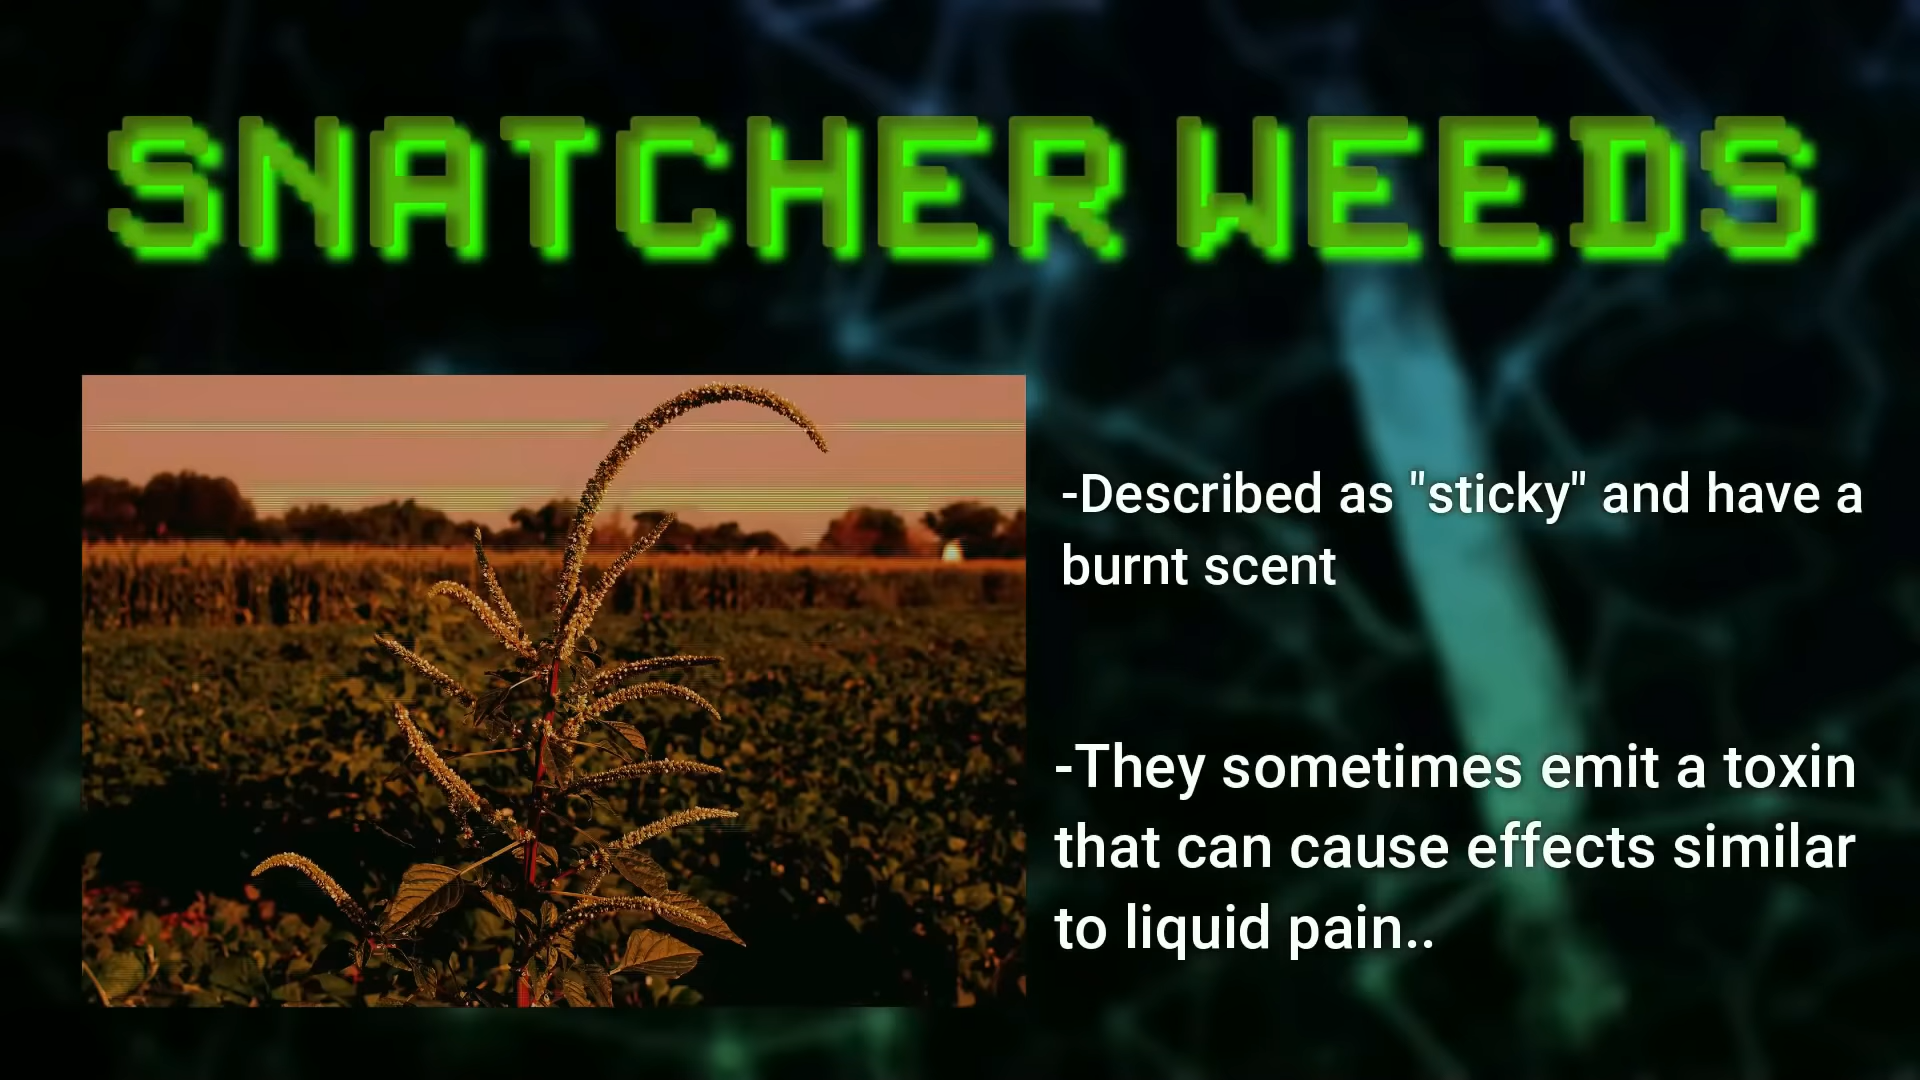 SNATCHER WEEDS
-Described as "sticky" and have a
burnt scent
-They sometimes emit a toxin
that can cause effects similar
to liquid pain..